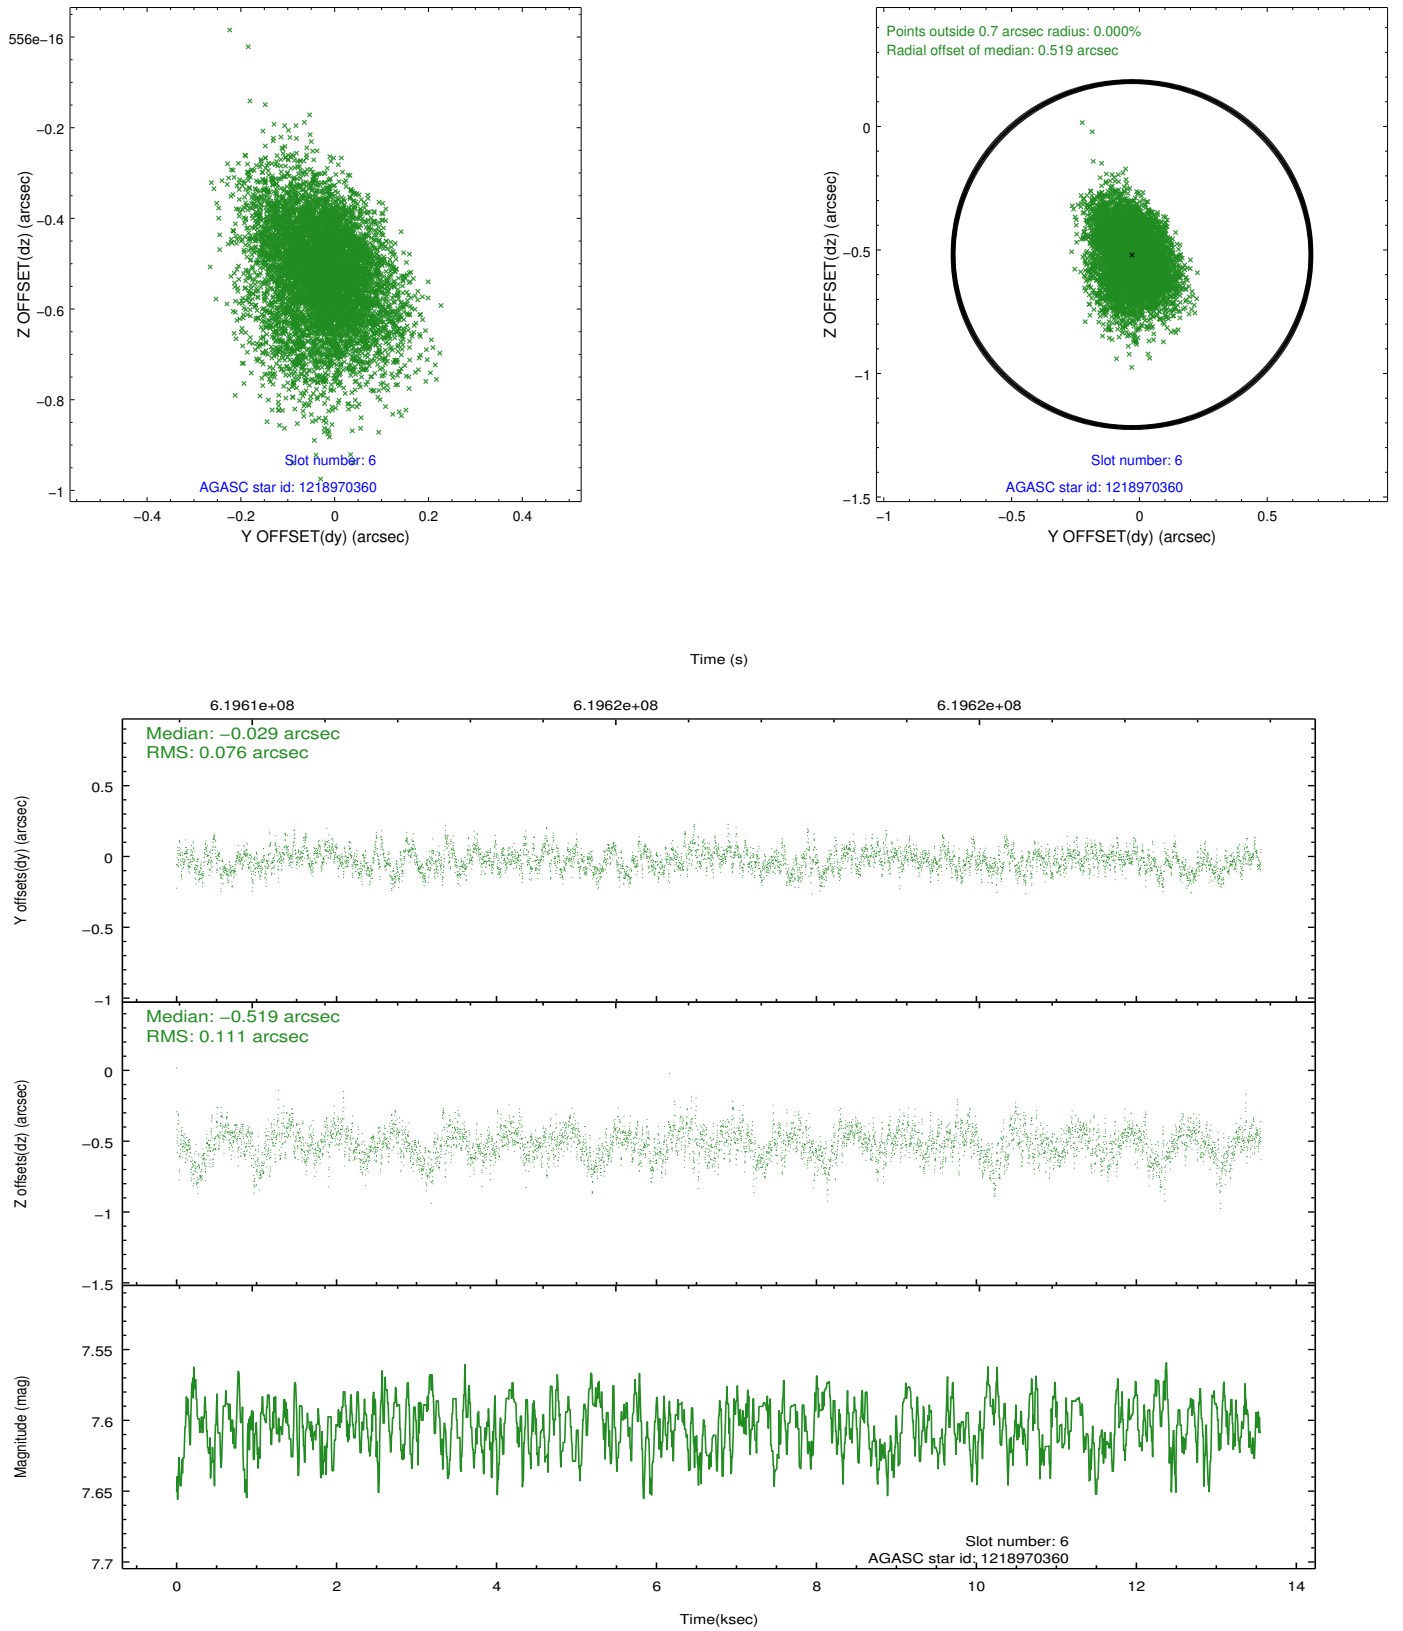 556e−16
−0.2
−0.4
−0.6
−0.8
−1
Z OFFSET(dz) (arcsec)
Slot number: 6
AGASC star id: 1218970360
−0.4 −0.2 0 0.2 0.4
Y OFFSET(dy) (arcsec)
Points outside 0.7 arcsec radius: 0.000%
Radial offset of median: 0.519 arcsec
0
−0.5
−1
−1.5
Z OFFSET(dz) (arcsec)
Slot number: 6
AGASC star id: 1218970360
−1 −0.5 0 0.5
Y OFFSET(dy) (arcsec)
Time (s)
6.1961e+08 6.1962e+08 6.1962e+08
Median: −0.029 arcsec
RMS: 0.076 arcsec
0.5
0
−0.5
−1
Y offsets(dy) (arcsec)
Median: −0.519 arcsec
RMS: 0.111 arcsec
0
−0.5
−1
−1.5
Z offsets(dz) (arcsec)
7.55
7.6
7.65
7.7
Magnitude (mag)
Slot number: 6
AGASC star id: 1218970360
0 2 4 6 8 10 12 14
Time(ksec)